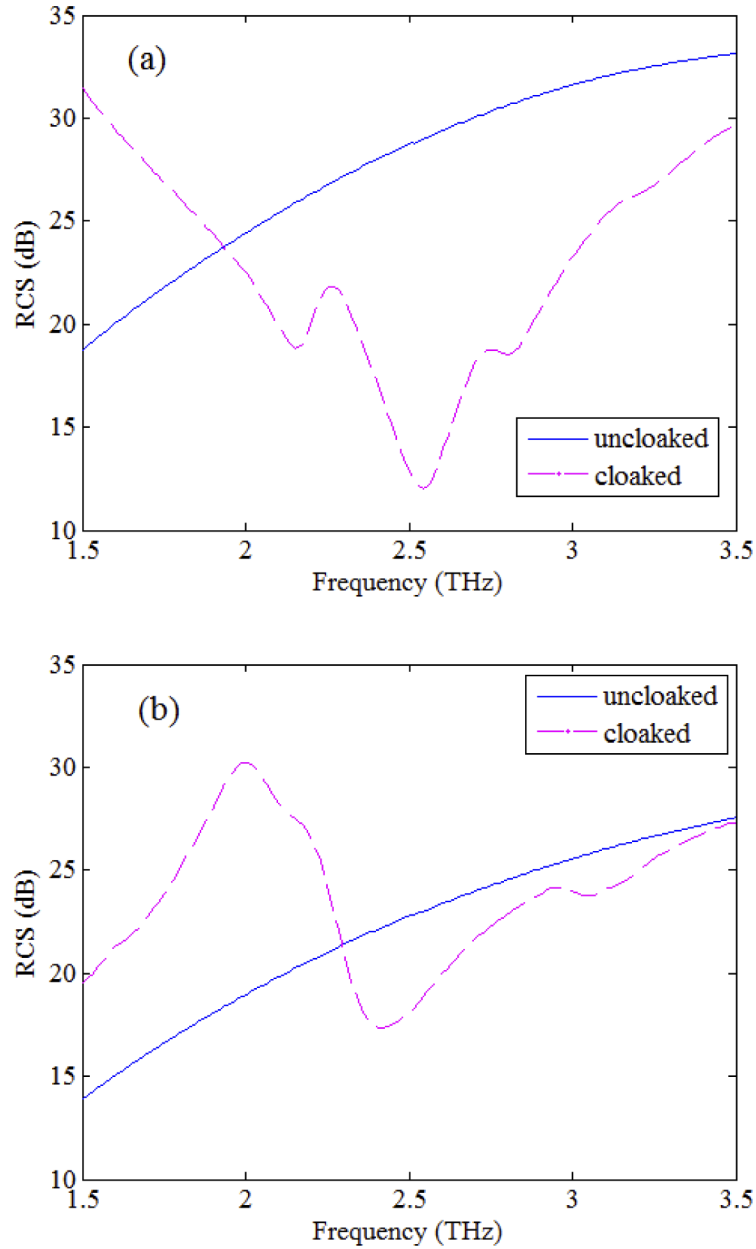 35
(a)
30
25
RCS (dB)
20
15
uncloaked
cloaked
10
1.5 2 2.5 3 3.5
Frequency (THz)
35
(b)
uncloaked
cloaked
30
25
RCS (dB)
20
15
10
1.5 2 2.5 3 3.5
Frequency (THz)